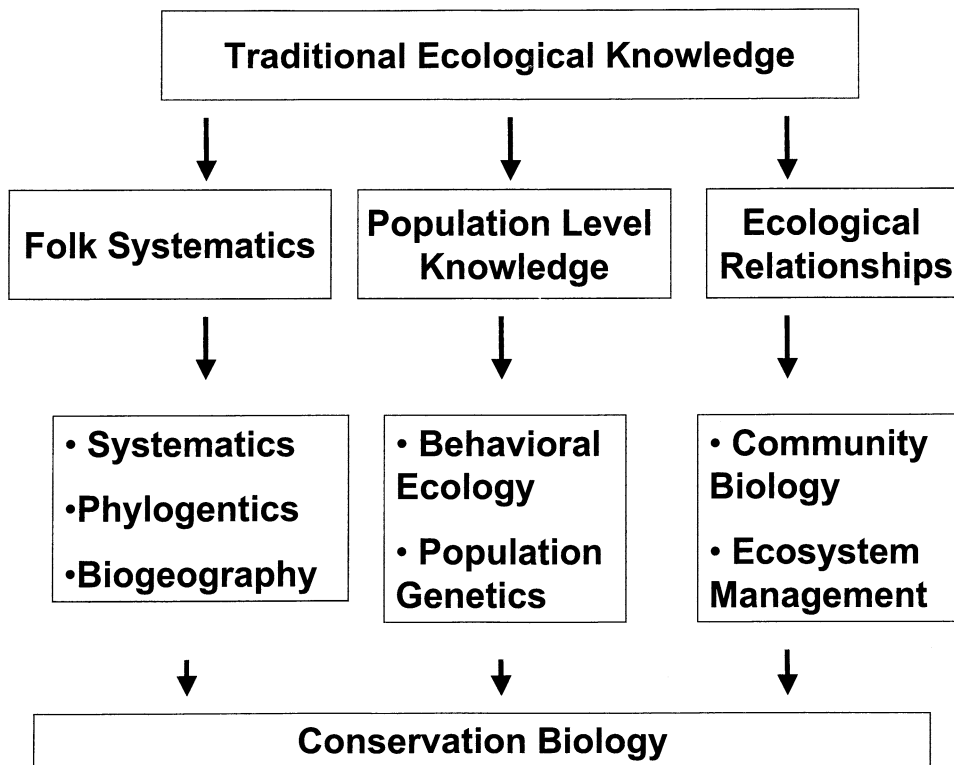 Traditional Ecological Knowledge
Folk Systematics
Population Level
Knowledge
Ecological
Relationships
• Systematics
•Phylogentics
•Biogeography
• Behavioral
Ecology
• Population
Genetics
• Community
Biology
• Ecosystem
Management
Conservation Biology